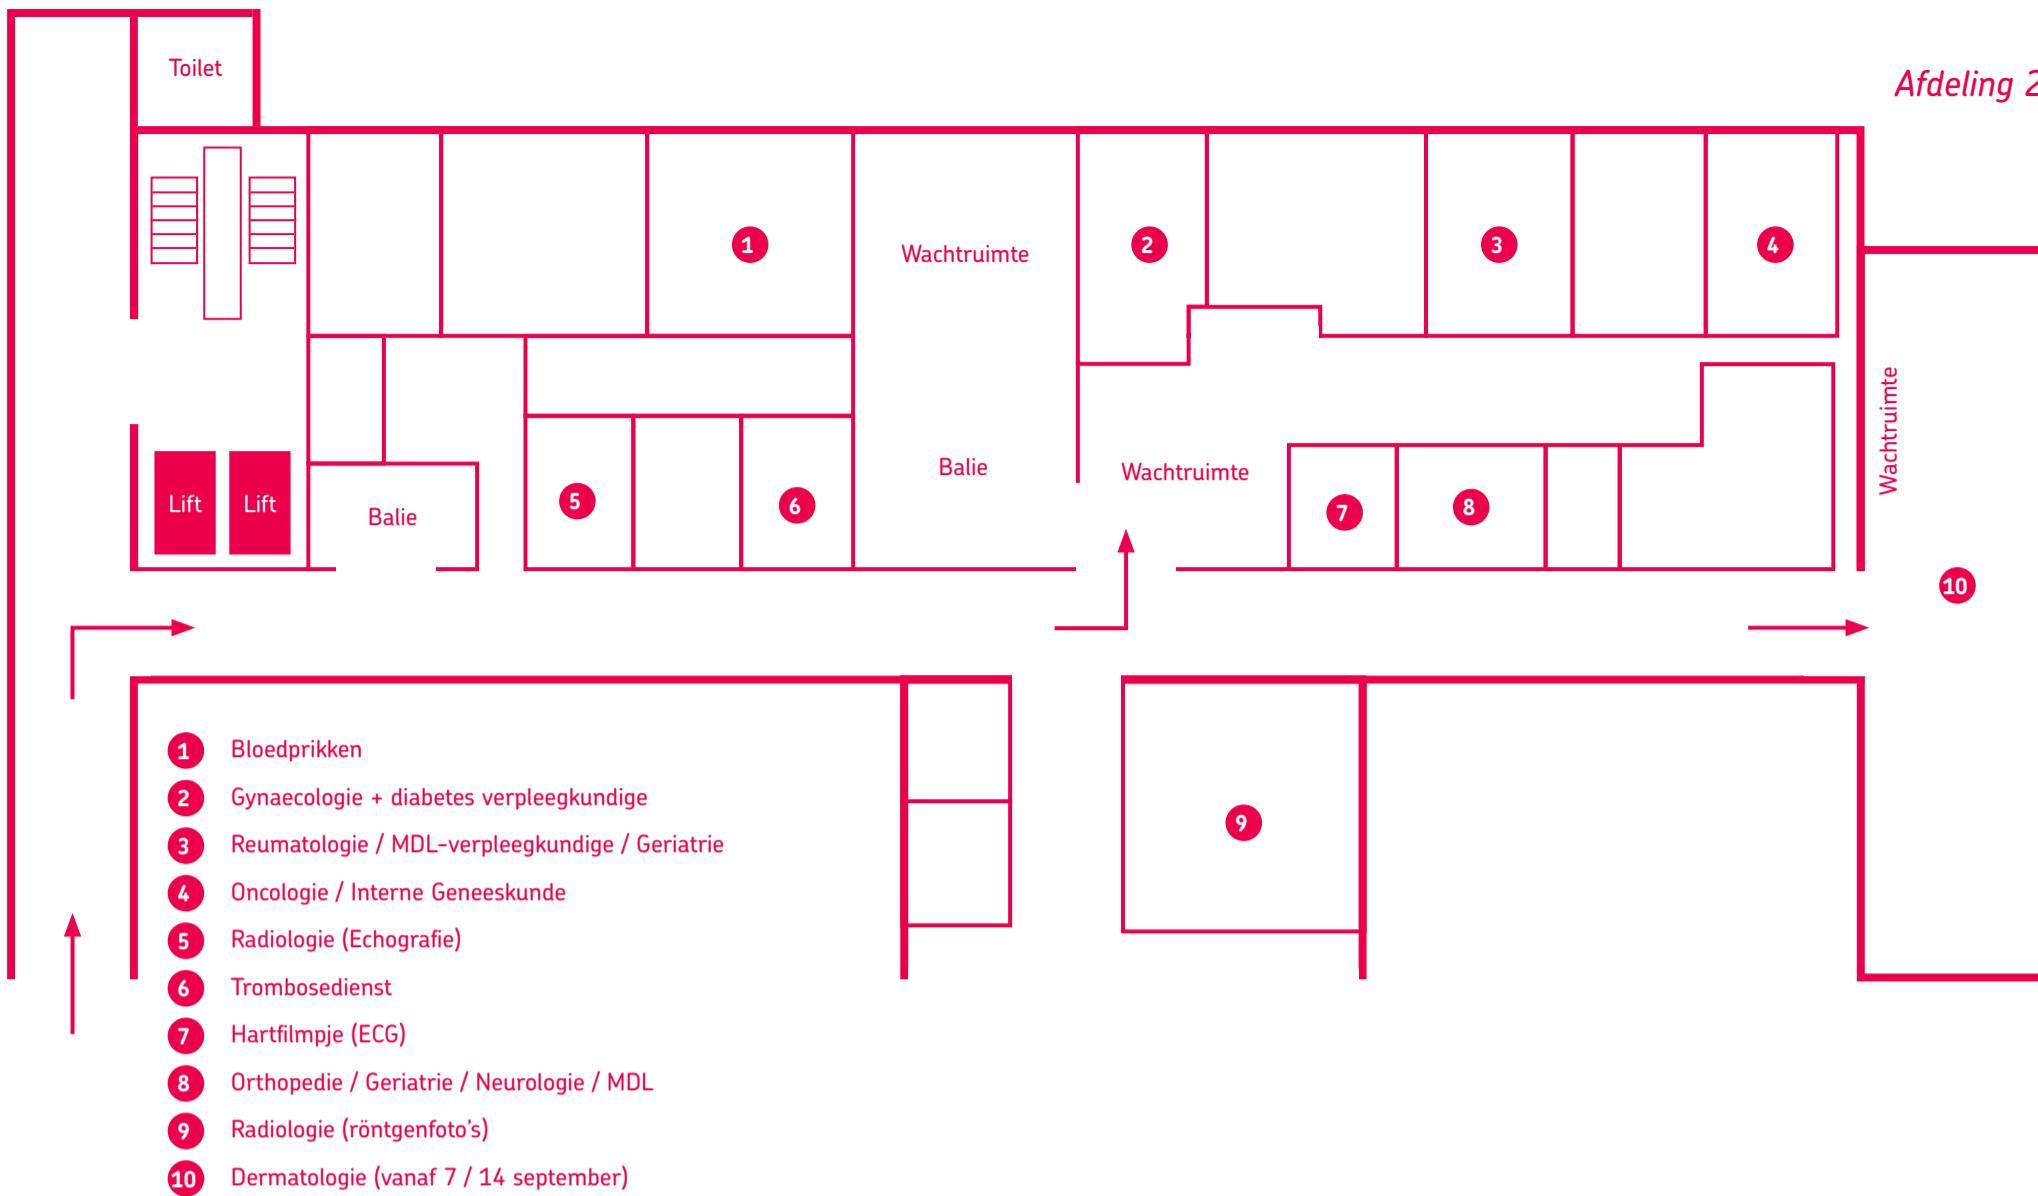 Toilet
Afdeling 2
1
Wachtruimte
2
3
4
Wachtruimte
Lift
Lift
Balie
5
6
Balie
Wachtruimte
7
8
10
9
1 Bloedprikken
2 Gynaecologie + diabetes verpleegkundige
3 Reumatologie / MDL-verpleegkundige / Geriatrie
4 Oncologie / Interne Geneeskunde
5 Radiologie (Echografie)
6 Trombosedienst
7 Hartfilmpje (ECG)
8 Orthopedie / Geriatrie / Neurologie / MDL
9 Radiologie (röntgenfoto's)
10 Dermatologie (vanaf 7 / 14 september)